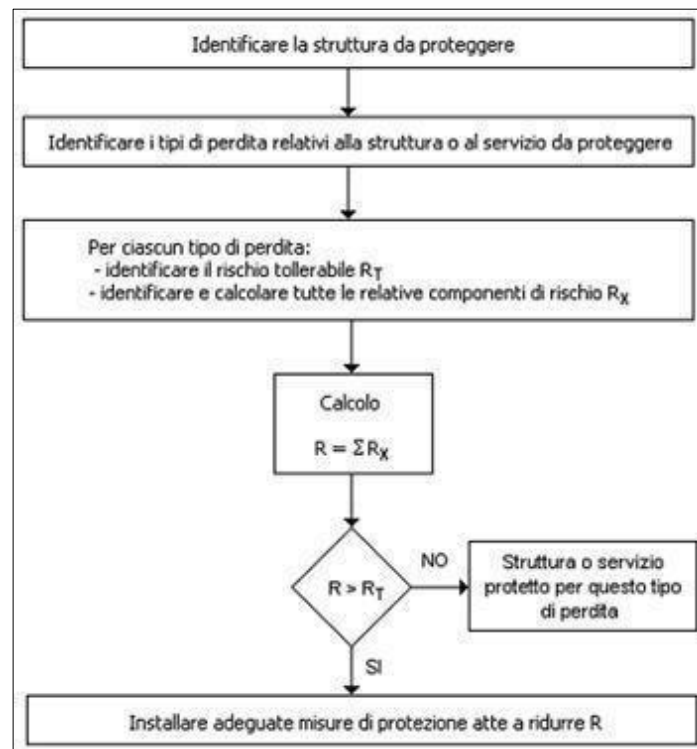 Identificare la struttura da proteggere
Identificare i tipi di perdita relativi alla struttura o al servizio da proteggere
Per ciascun tipo di perdita:
- identificare il rischio tollerabile RT
- identificare e calcolare tutte le relative componenti di rischio RX
Calcolo
R = ΣRX
R > RT
NO
Struttura o servizio
protetto per questo tipo
di perdita
SI
Installare adeguate misure di protezione atte a ridurre R